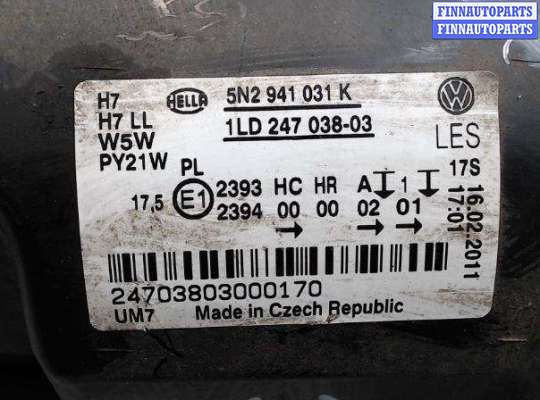 FINNAUTOPARTS
FINNAUTOPARTS
H7 HELLA 5N2 941 031 K
H7 LL 1LD 247 038-03
W5W LES
PY21W PL 17S 16.02.2011
17,5 E1 2393 HC HR A 1 17:01
2394 00 00 02 01
24703803000170
UM7 Made in Czech Republic